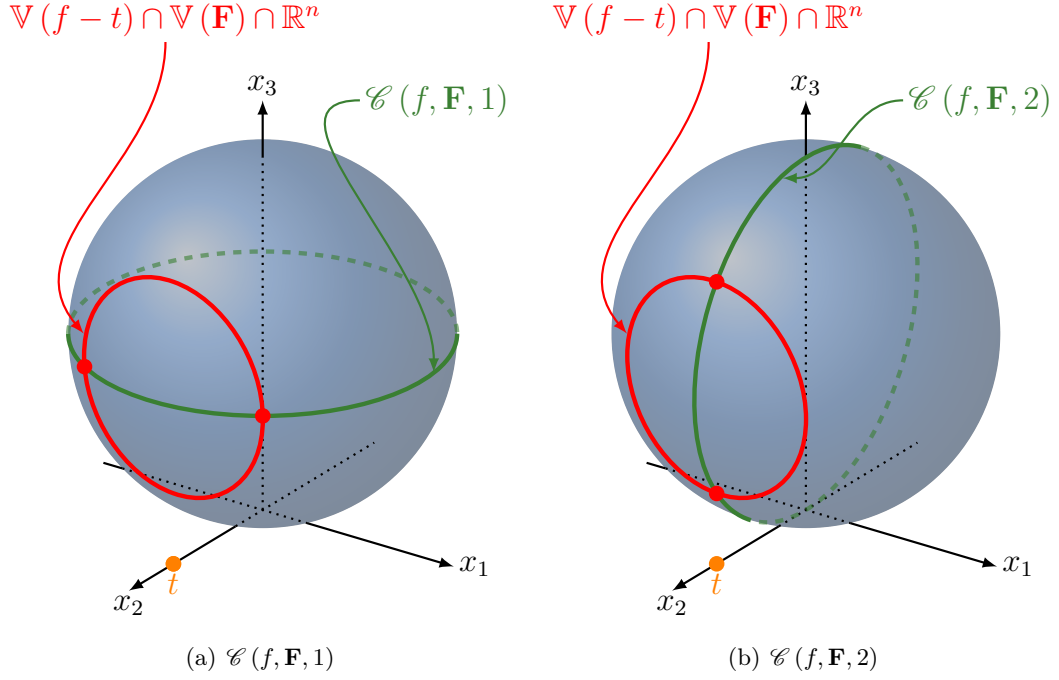 𝕍 (f − t) ∩ 𝕍 (𝐅) ∩ ℝⁿ
x₃
𝒞 (f, 𝐅, 1)
x₁
x₂
t
(a) 𝒞 (f, 𝐅, 1)
𝕍 (f − t) ∩ 𝕍 (𝐅) ∩ ℝⁿ
x₃
𝒞 (f, 𝐅, 2)
x₁
x₂
t
(b) 𝒞 (f, 𝐅, 2)